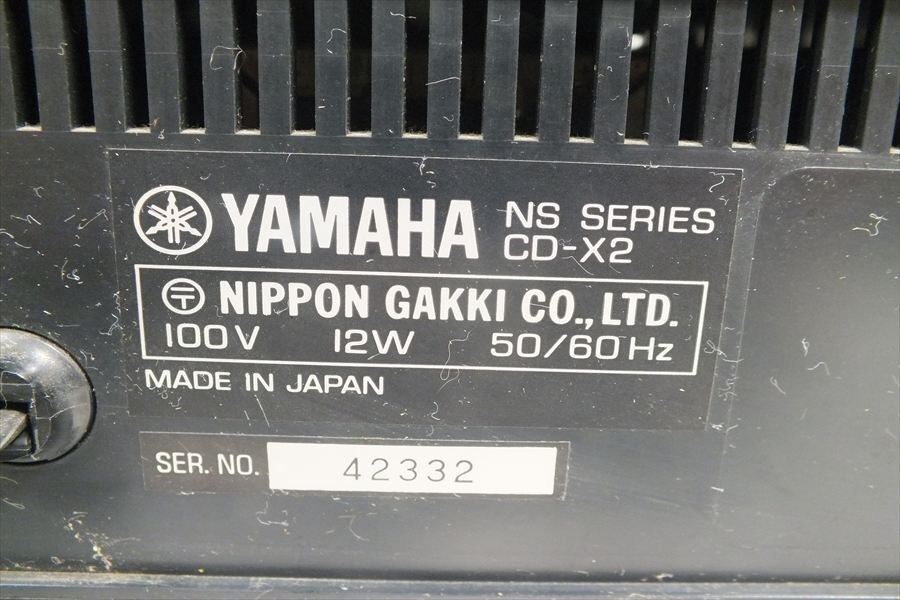 YAMAHA NS SERIES
CD-X2
〒 NIPPON GAKKI CO., LTD.
100V 12W 50/60Hz
MADE IN JAPAN
SER. NO. 42332